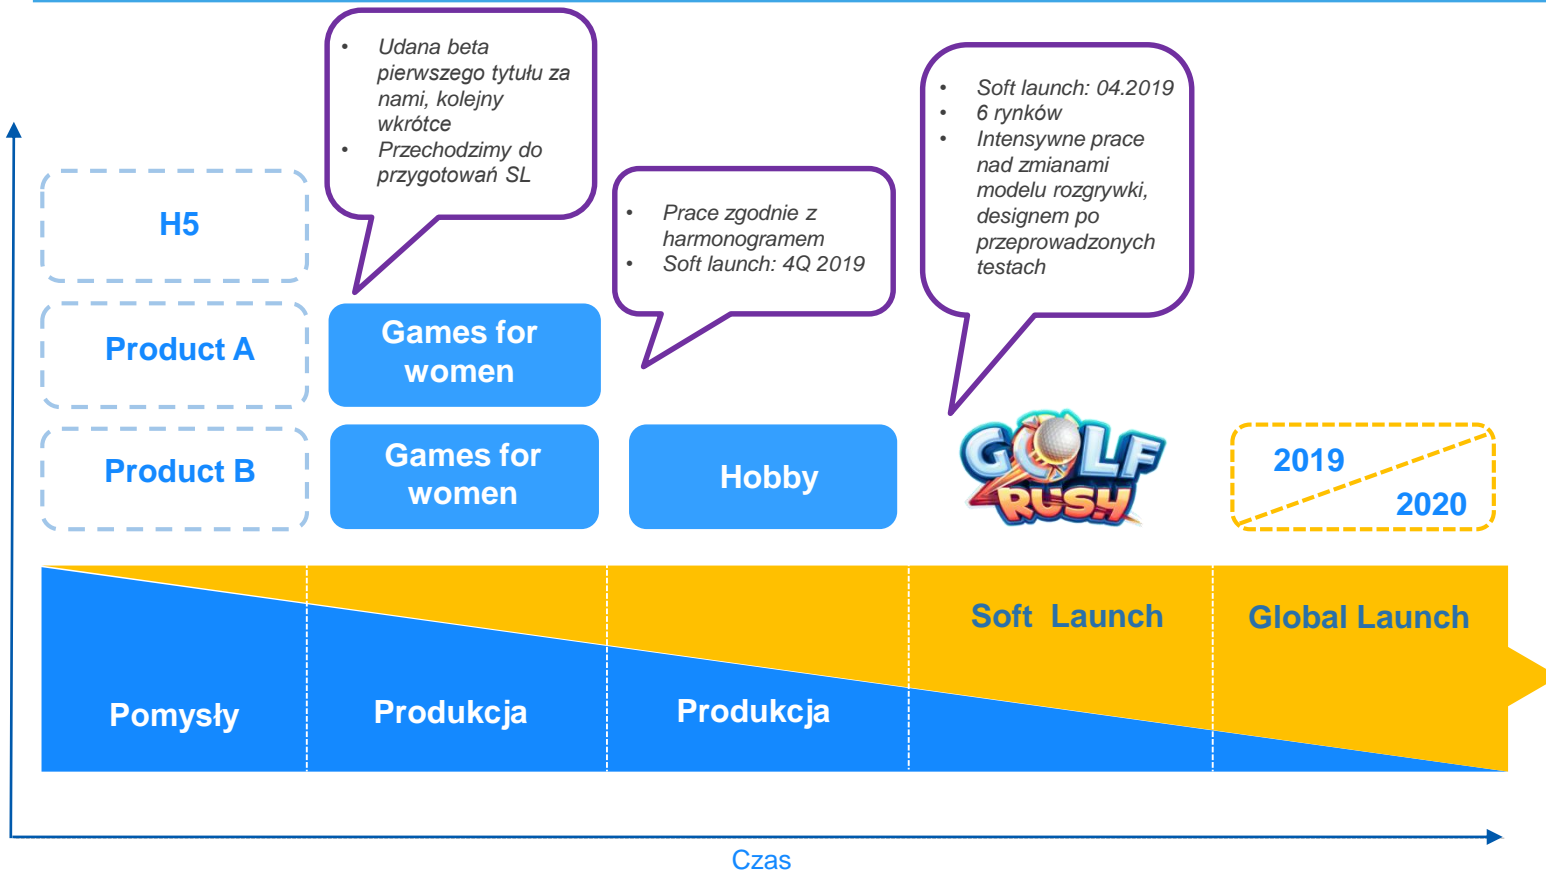 • Udana beta
pierwszego tytułu za
nami, kolejny
wkrótce
• Przechodzimy do
przygotowań SL
• Prace zgodnie z
harmonogramem
• Soft launch: 4Q 2019
• Soft launch: 04.2019
• 6 rynków
• Intensywne prace
nad zmianami
modelu rozgrywki,
designem po
przeprowadzonych
testach
H5
Product A
Games for
women
Product B
Games for
women
Hobby
GOLF
RUSH
2019
2020
Pomysły
Produkcja
Produkcja
Soft Launch
Global Launch
Czas